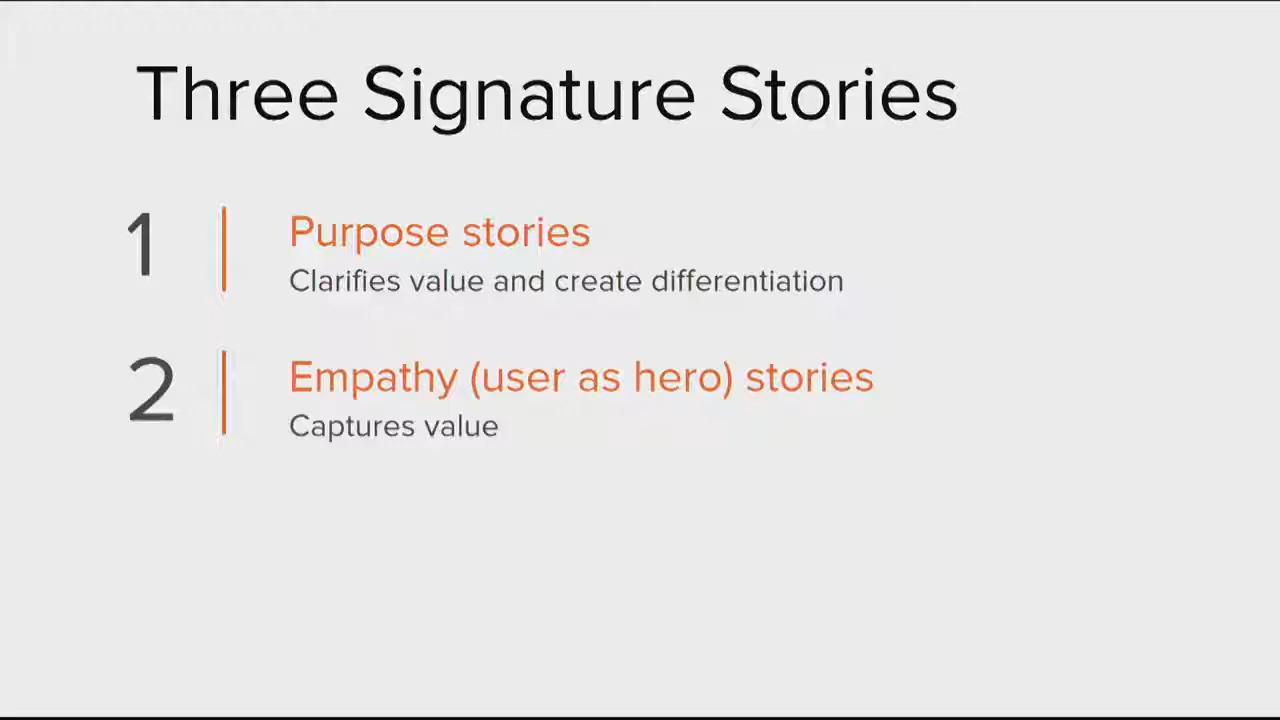 Three Signature Stories
1
Purpose stories
Clarifies value and create differentiation
2
Empathy (user as hero) stories
Captures value